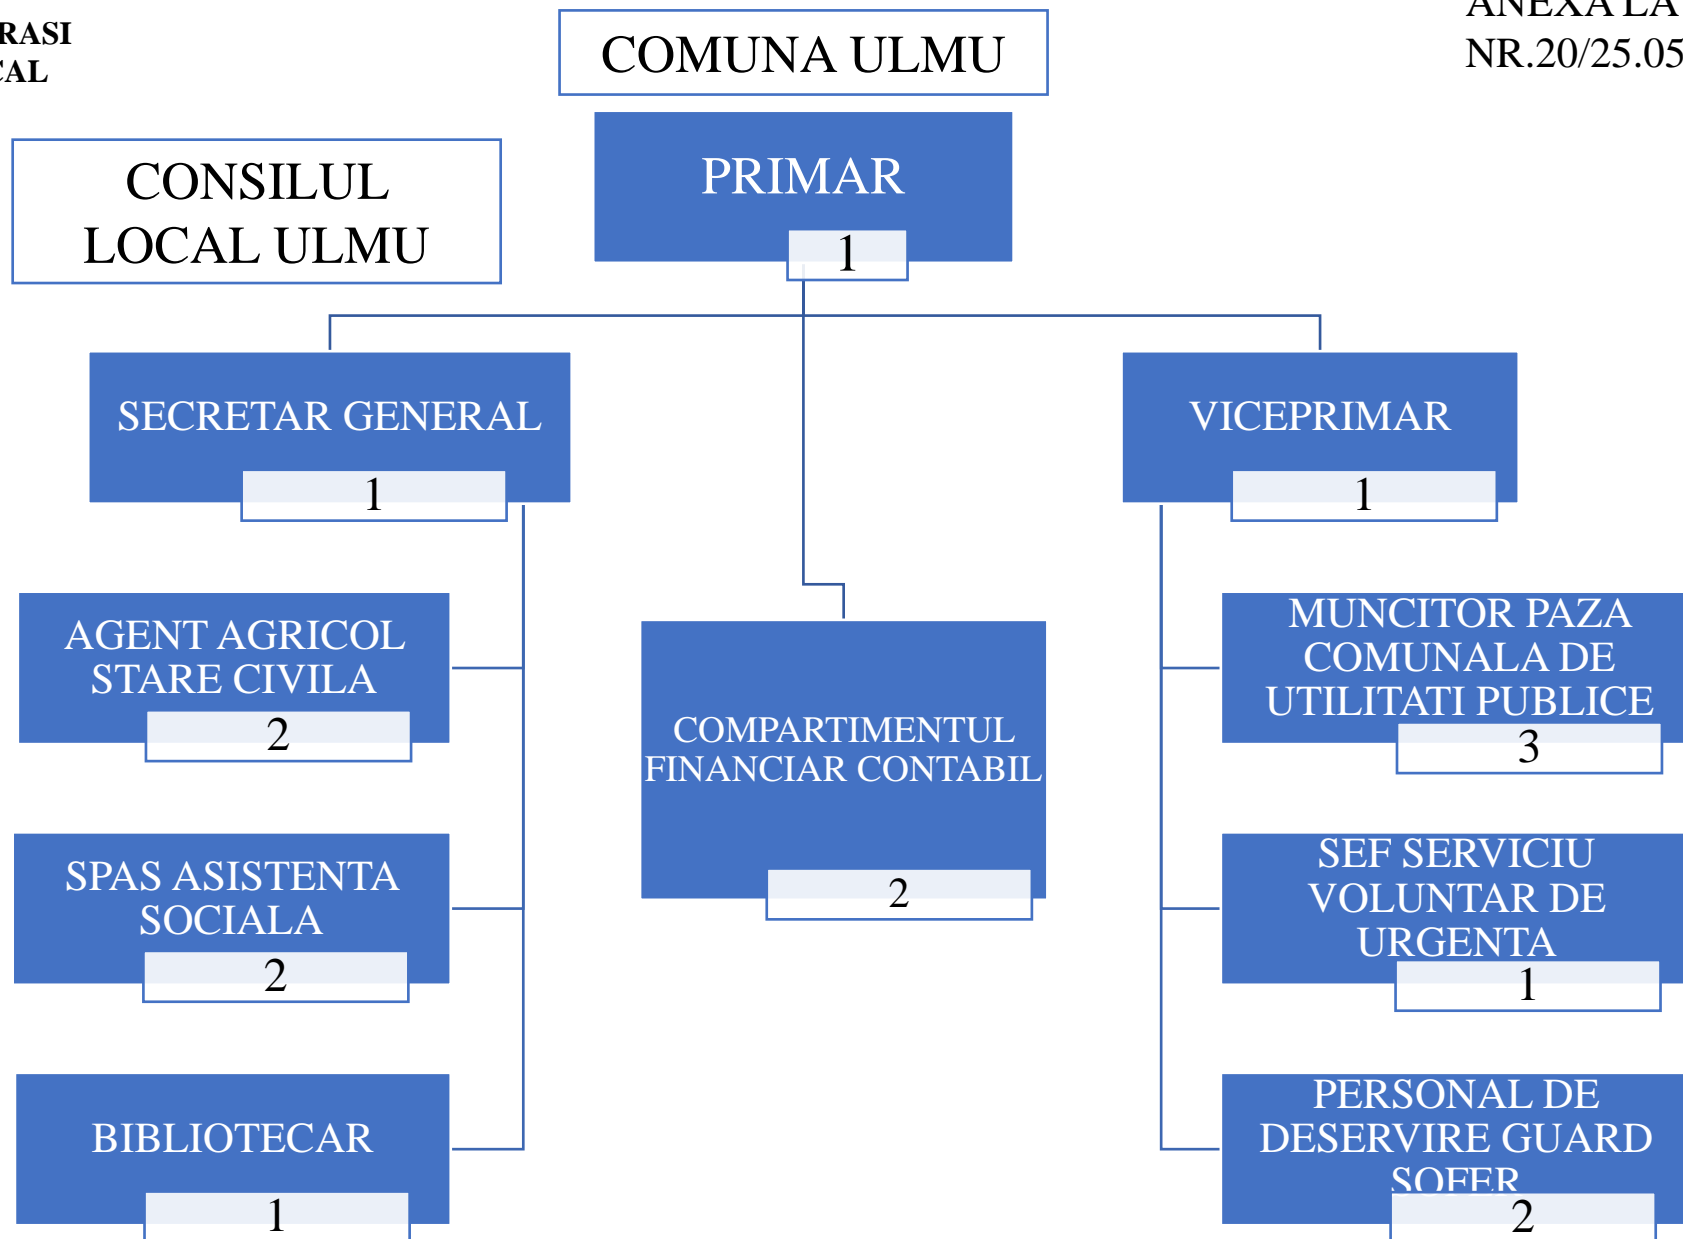 CAL
COMUNA ULMU
ANEXA LA
NR.20/25.05
CONSILUL
LOCAL ULMU
PRIMAR
1
SECRETAR GENERAL
1
VICEPRIMAR
1
AGENT AGRICOL
STARE CIVILA
2
SPAS ASISTENTA
SOCIALA
2
BIBLIOTECAR
1
COMPARTIMENTUL
FINANCIAR CONTABIL
2
MUNCITOR PAZA
COMUNALA DE
UTILITATI PUBLICE
3
SEF SERVICIU
VOLUNTAR DE
URGENTA
1
PERSONAL DE
DESERVIRE GUARD
SOFER
2